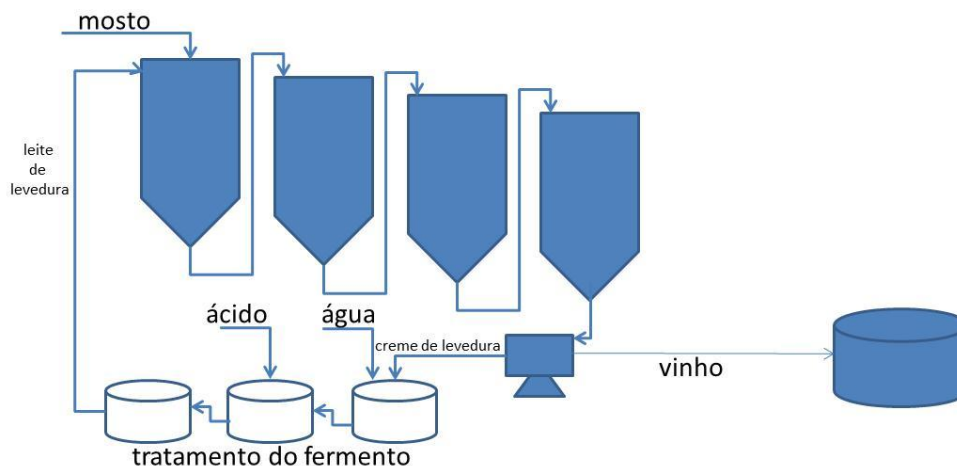 mosto
leite
de
levedura
ácido
água
creme de levedura
vinho
tratamento do fermento